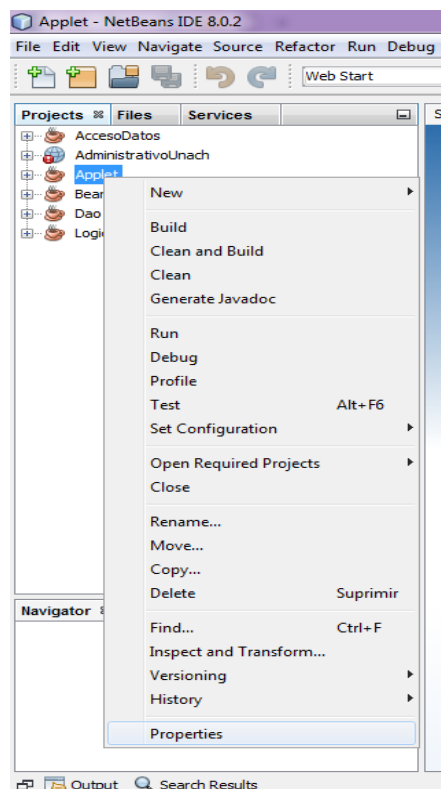 Applet - NetBeans IDE 8.0.2
File Edit View Navigate Source Refactor Run Debug
Web Start
Projects Files Services
S
AccesoDatos
AdministrativoUnach
Applet
Bear
Dao
Logic
New
Build
Clean and Build
Clean
Generate Javadoc
Run
Debug
Profile
Test Alt+F6
Set Configuration
Open Required Projects
Close
Rename...
Move...
Copy...
Delete Suprimir
Find... Ctrl+F
Inspect and Transform...
Versioning
History
Properties
Navigator
Output Search Results